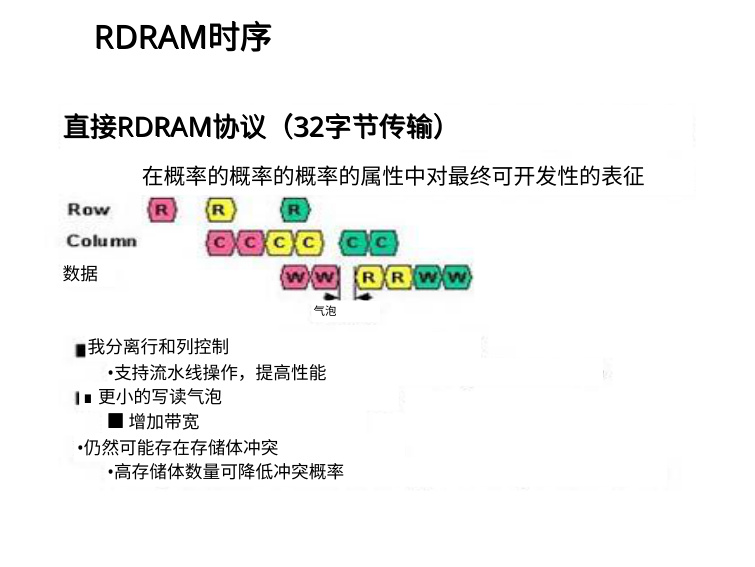 RDRAM时序
直接RDRAM协议（32字节传输）
在概率的概率的概率的属性中对最终可开发性的表征
Row R R R
Column C C C C C C
数据 W W R R W W
气泡
■我分离行和列控制
•支持流水线操作，提高性能
▪ 更小的写读气泡
■ 增加带宽
•仍然可能存在存储体冲突
•高存储体数量可降低冲突概率